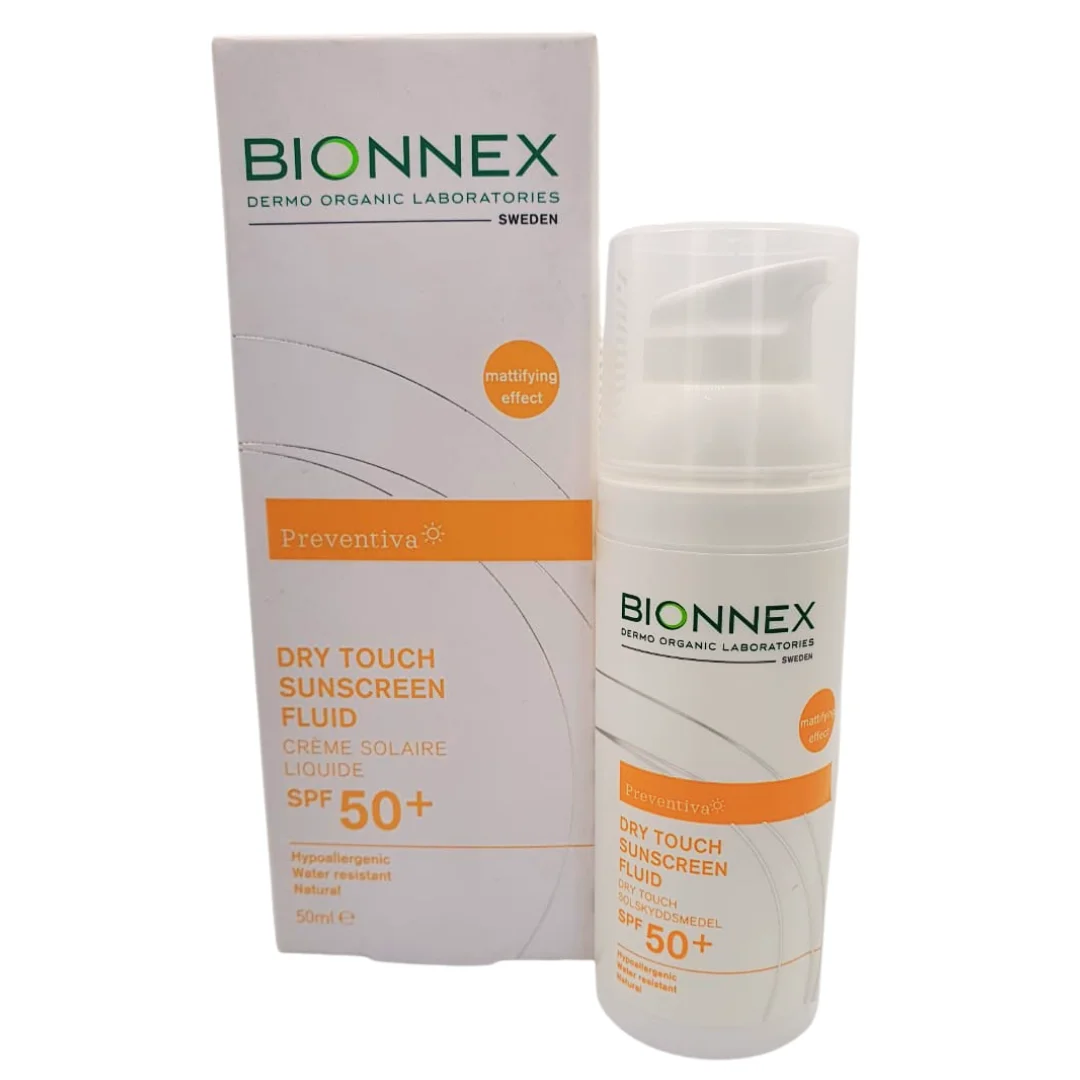 BIONNEX
DERMO ORGANIC LABORATORIES
SWEDEN
mattifying
effect
Preventiva
DRY TOUCH
SUNSCREEN
FLUID
CRÈME SOLAIRE
LIQUIDE
SPF 50+
Hypoallergenic
Water resistant
Natural
50ml e
BIONNEX
DERMO ORGANIC LABORATORIES
SWEDEN
mattifying
effect
Preventiva
DRY TOUCH
SUNSCREEN
FLUID
DRY TOUCH
SOLSKYDDSMEDEL
SPF 50+
Hypoallergenic
Water resistant
Natural